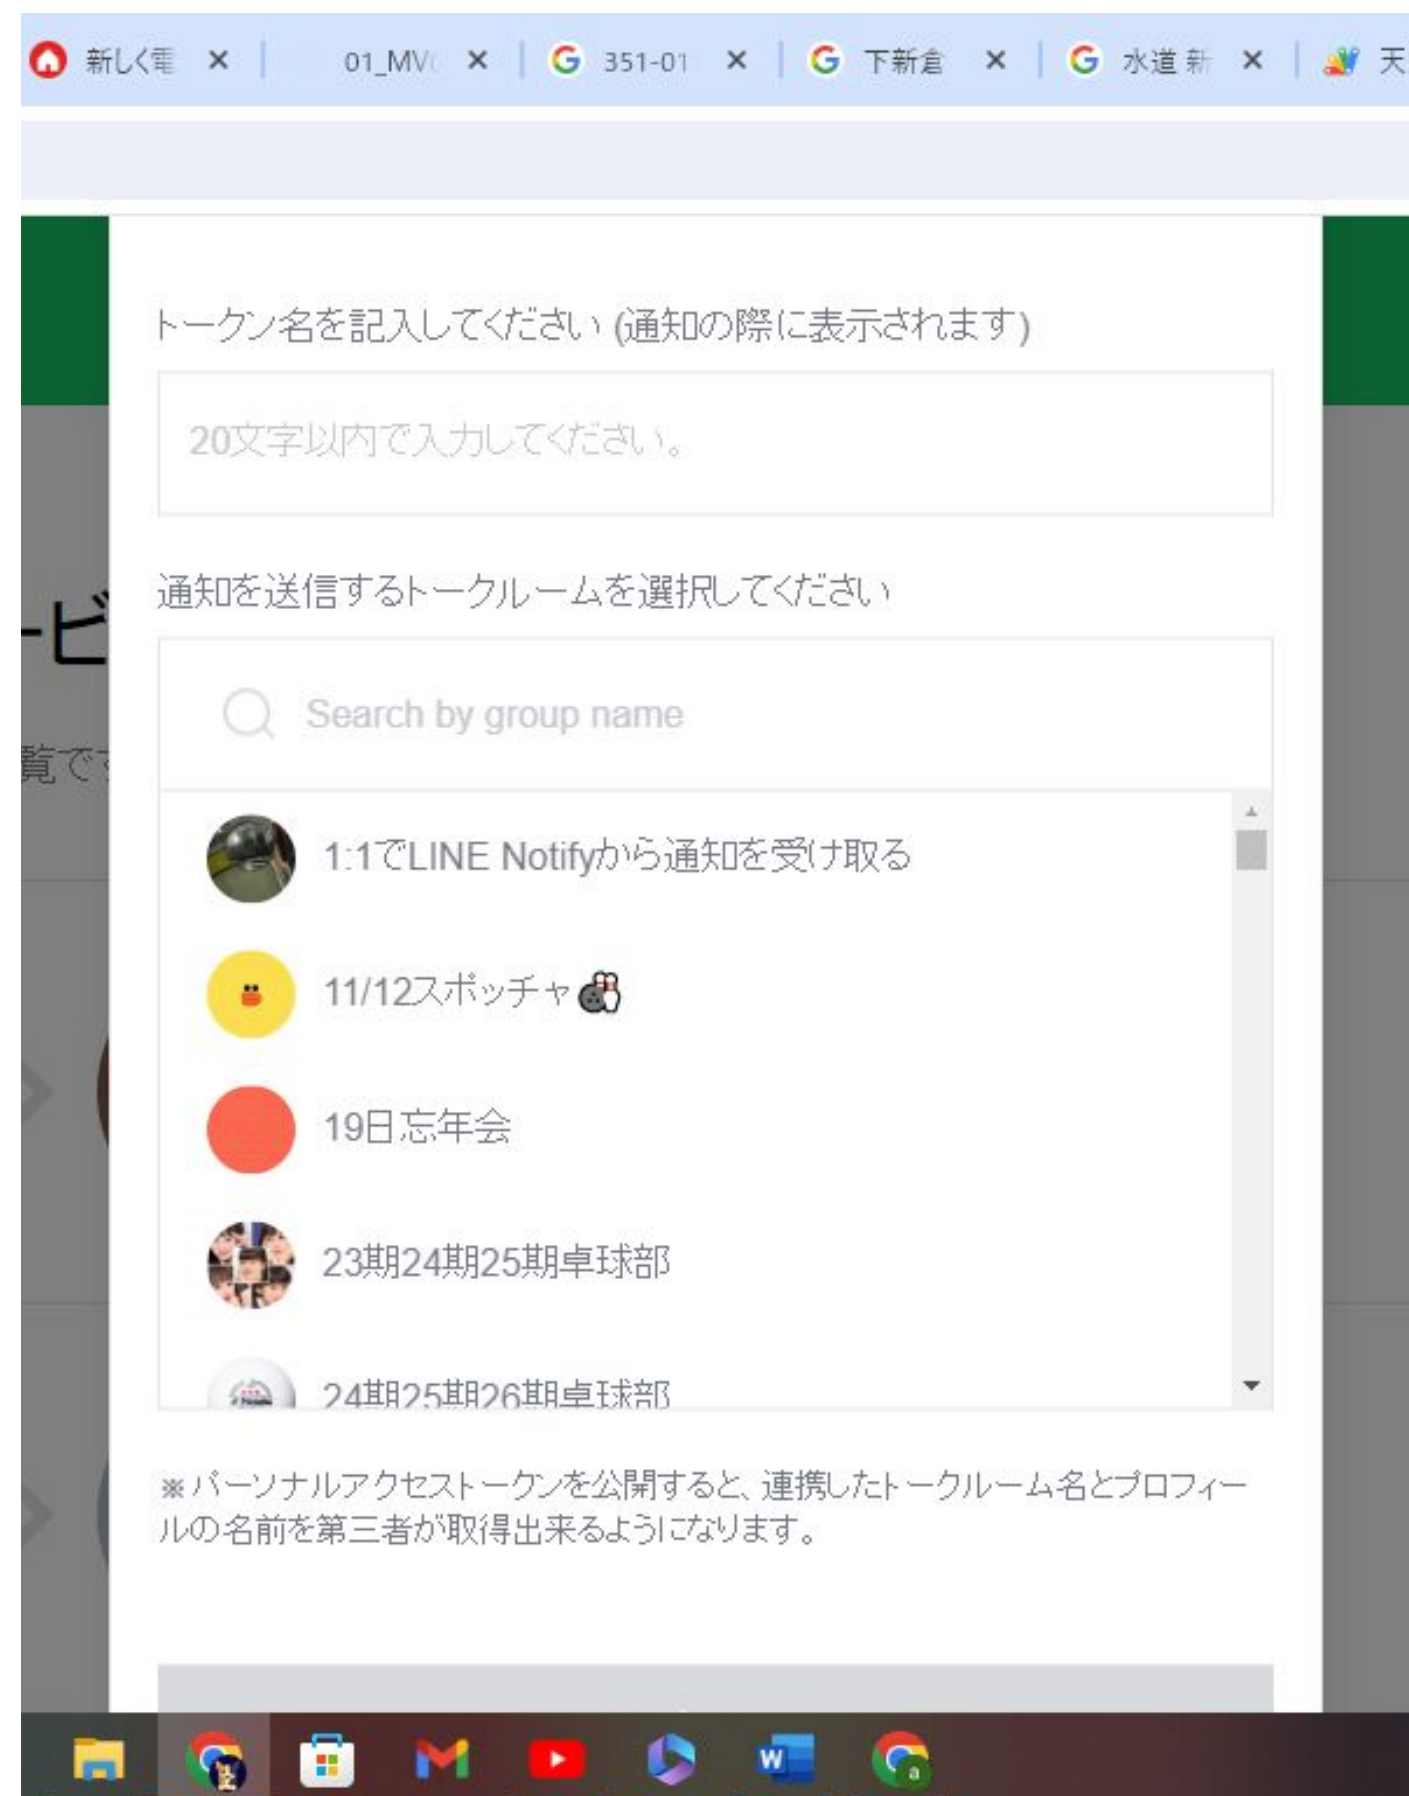 新しく電
01_MV
351-01
下新倉
水道 新
天
トークン名を記入してください (通知の際に表示されます)
20文字以内で入力してください。
通知を送信するトークルームを選択してください
ービ
Search by group name
覧です
1:1でLINE Notifyから通知を受け取る
11/12スポッチャ🎳
19日忘年会
23期24期25期卓球部
24期25期26期卓球部
※パーソナルアクセストークンを公開すると、連携したトークルーム名とプロフィー
ルの名前を第三者が取得出来るようになります。